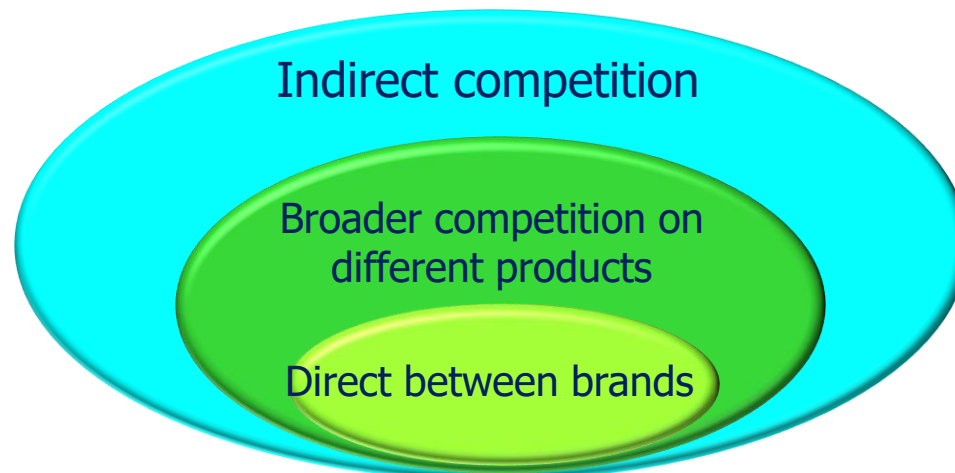 Indirect competition
Broader competition on
different products
Direct between brands